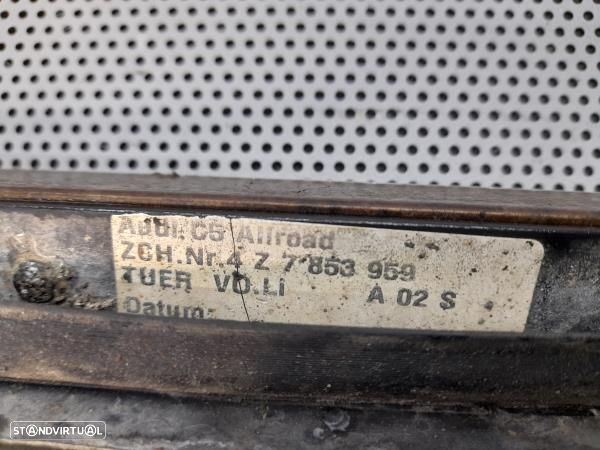 Audi C5 Allroad
ZCH.Nr.4 Z 7 853 959
TUER VO.Li A 02 S
Datum:
STANDVIRTUAL